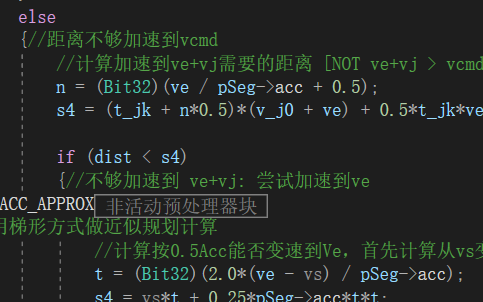 else
{//距离不够加速到vcmd
//计算加速到ve+vj需要的距离 [NOT ve+vj > vcmd
n = (Bit32)(ve / pSeg->acc + 0.5);
s4 = (t_jk + n*0.5)*(v_j0 + ve) + 0.5*t_jk*ve
if (dist < s4)
{//不够加速到 ve+vj: 尝试加速到ve
ACC_APPROX 非活动预处理器块
用梯形方式做近似规划计算
//计算按0.5Acc能否变速到Ve，首先计算从vs变
t = (Bit32)(2.0*(ve - vs) / pSeg->acc);
s4 = vs*t + 0.25*pSeg->acc*t*t;